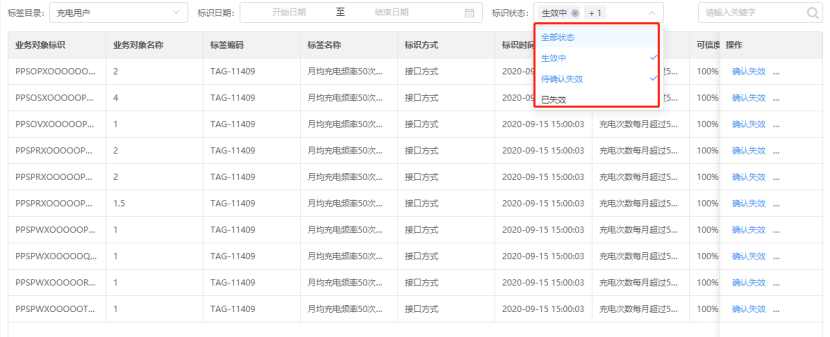 标签目录: 充电用户 标识日期: 开始日期 至 结束日期 标识状态: 生效中 + 1 请输入关键字
全部状态
生效中
待确认失效
已失效
业务对象标识 业务对象名称 标签编码 标签名称 标识方式 标识时间 可信度 操作
PPSOPXOOOOOO... 2 TAG-11409 月均充电频率50次... 接口方式 2020-09 过5... 100% 确认失效 ...
PPSOSXOOOOOP... 4 TAG-11409 月均充电频率50次... 接口方式 2020-09 过5... 100% 确认失效 ...
PPSOVXOOOOOP... 1 TAG-11409 月均充电频率50次... 接口方式 2020-09-15 15:00:03 充电次数每月超过5... 100% 确认失效 ...
PPSPRXOOOOOP... 2 TAG-11409 月均充电频率50次... 接口方式 2020-09-15 15:00:03 充电次数每月超过5... 100% 确认失效 ...
PPSPRXOOOOOP... 2 TAG-11409 月均充电频率50次... 接口方式 2020-09-15 15:00:03 充电次数每月超过5... 100% 确认失效 ...
PPSPRXOOOOOP... 1.5 TAG-11409 月均充电频率50次... 接口方式 2020-09-15 15:00:03 充电次数每月超过5... 100% 确认失效 ...
PPSPWXOOOOOP... 1 TAG-11409 月均充电频率50次... 接口方式 2020-09-15 15:00:03 充电次数每月超过5... 100% 确认失效 ...
PPSPWXOOOOOQ... 1 TAG-11409 月均充电频率50次... 接口方式 2020-09-15 15:00:03 充电次数每月超过5... 100% 确认失效 ...
PPSPWXOOOOOR... 1 TAG-11409 月均充电频率50次... 接口方式 2020-09-15 15:00:03 充电次数每月超过5... 100% 确认失效 ...
PPSPWXOOOOOT... 1 TAG-11409 月均充电频率50次... 接口方式 2020-09-15 15:00:03 充电次数每月超过5... 100% 确认失效 ...